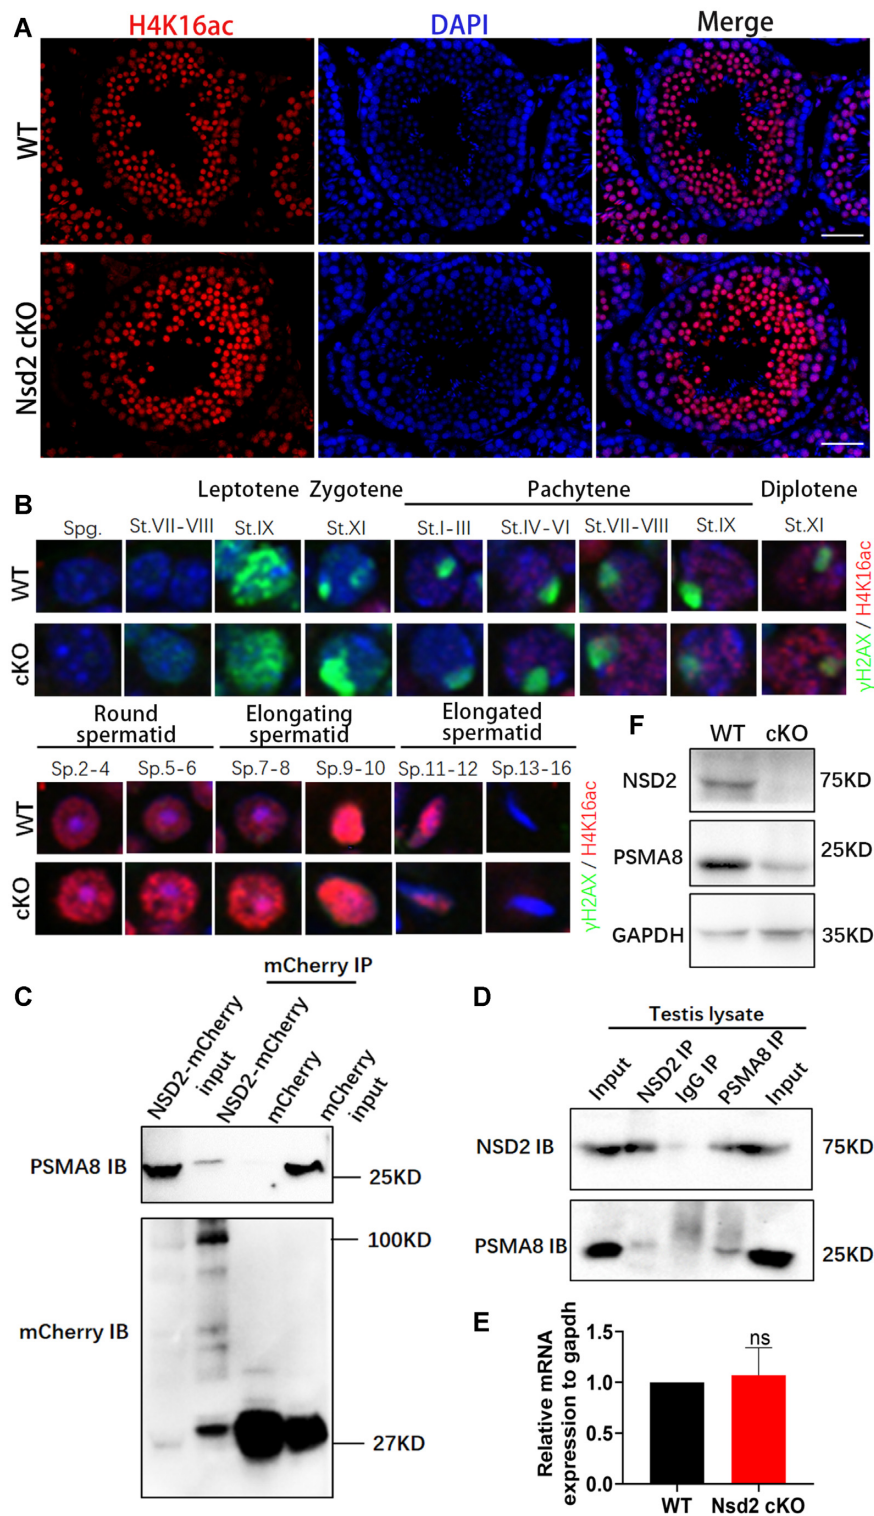 A
H4K16ac
DAPI
Merge
WT
Nsd2 cKO
B
Leptotene
Zygotene
Pachytene
Diplotene
Spg.
St.VII-VIII
St.IX
St.XI
St.I-III
St.IV-VI
St.VII-VIII
St.IX
St.XI
WT
cKO
γH2AX / H4K16ac
Round spermatid
Elongating spermatid
Elongated spermatid
Sp.2-4
Sp.5-6
Sp.7-8
Sp.9-10
Sp.11-12
Sp.13-16
WT
cKO
γH2AX / H4K16ac
F
WT
cKO
NSD2
75KD
PSMA8
25KD
GAPDH
35KD
C
mCherry IP
NSD2-mCherry input
NSD2-mCherry
mCherry
mCherry input
PSMA8 IB
25KD
100KD
mCherry IB
27KD
D
Testis lysate
Input
NSD2 IP
IgG IP
PSMA8 IP
Input
NSD2 IB
75KD
PSMA8 IB
25KD
E
Relative mRNA
expression to gapdh
1.5
1.0
0.5
0.0
ns
WT
Nsd2 cKO